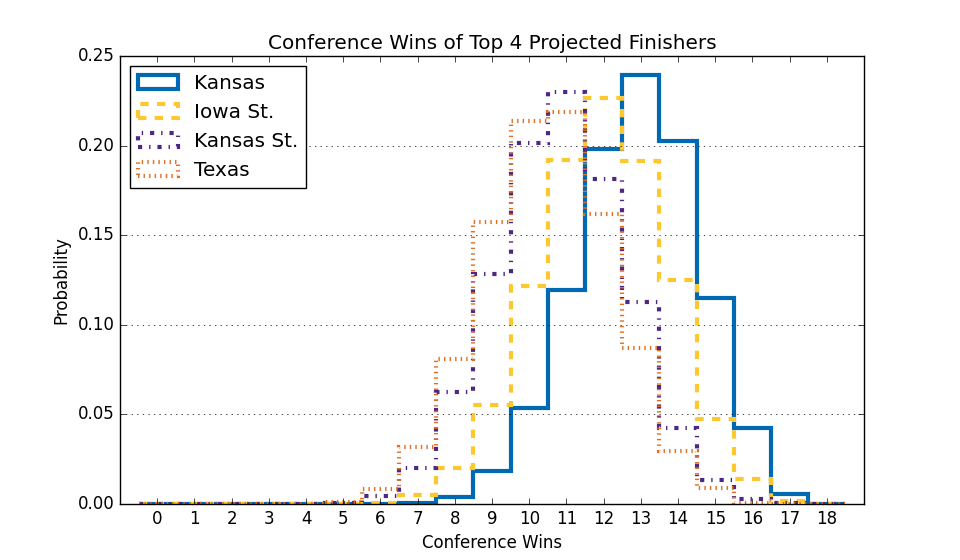 Conference Wins of Top 4 Projected Finishers
0.25
0.20
0.15
0.10
0.05
0.00
Probability
Kansas
Iowa St.
Kansas St.
Texas
0 1 2 3 4 5 6 7 8 9 10 11 12 13 14 15 16 17 18
Conference Wins